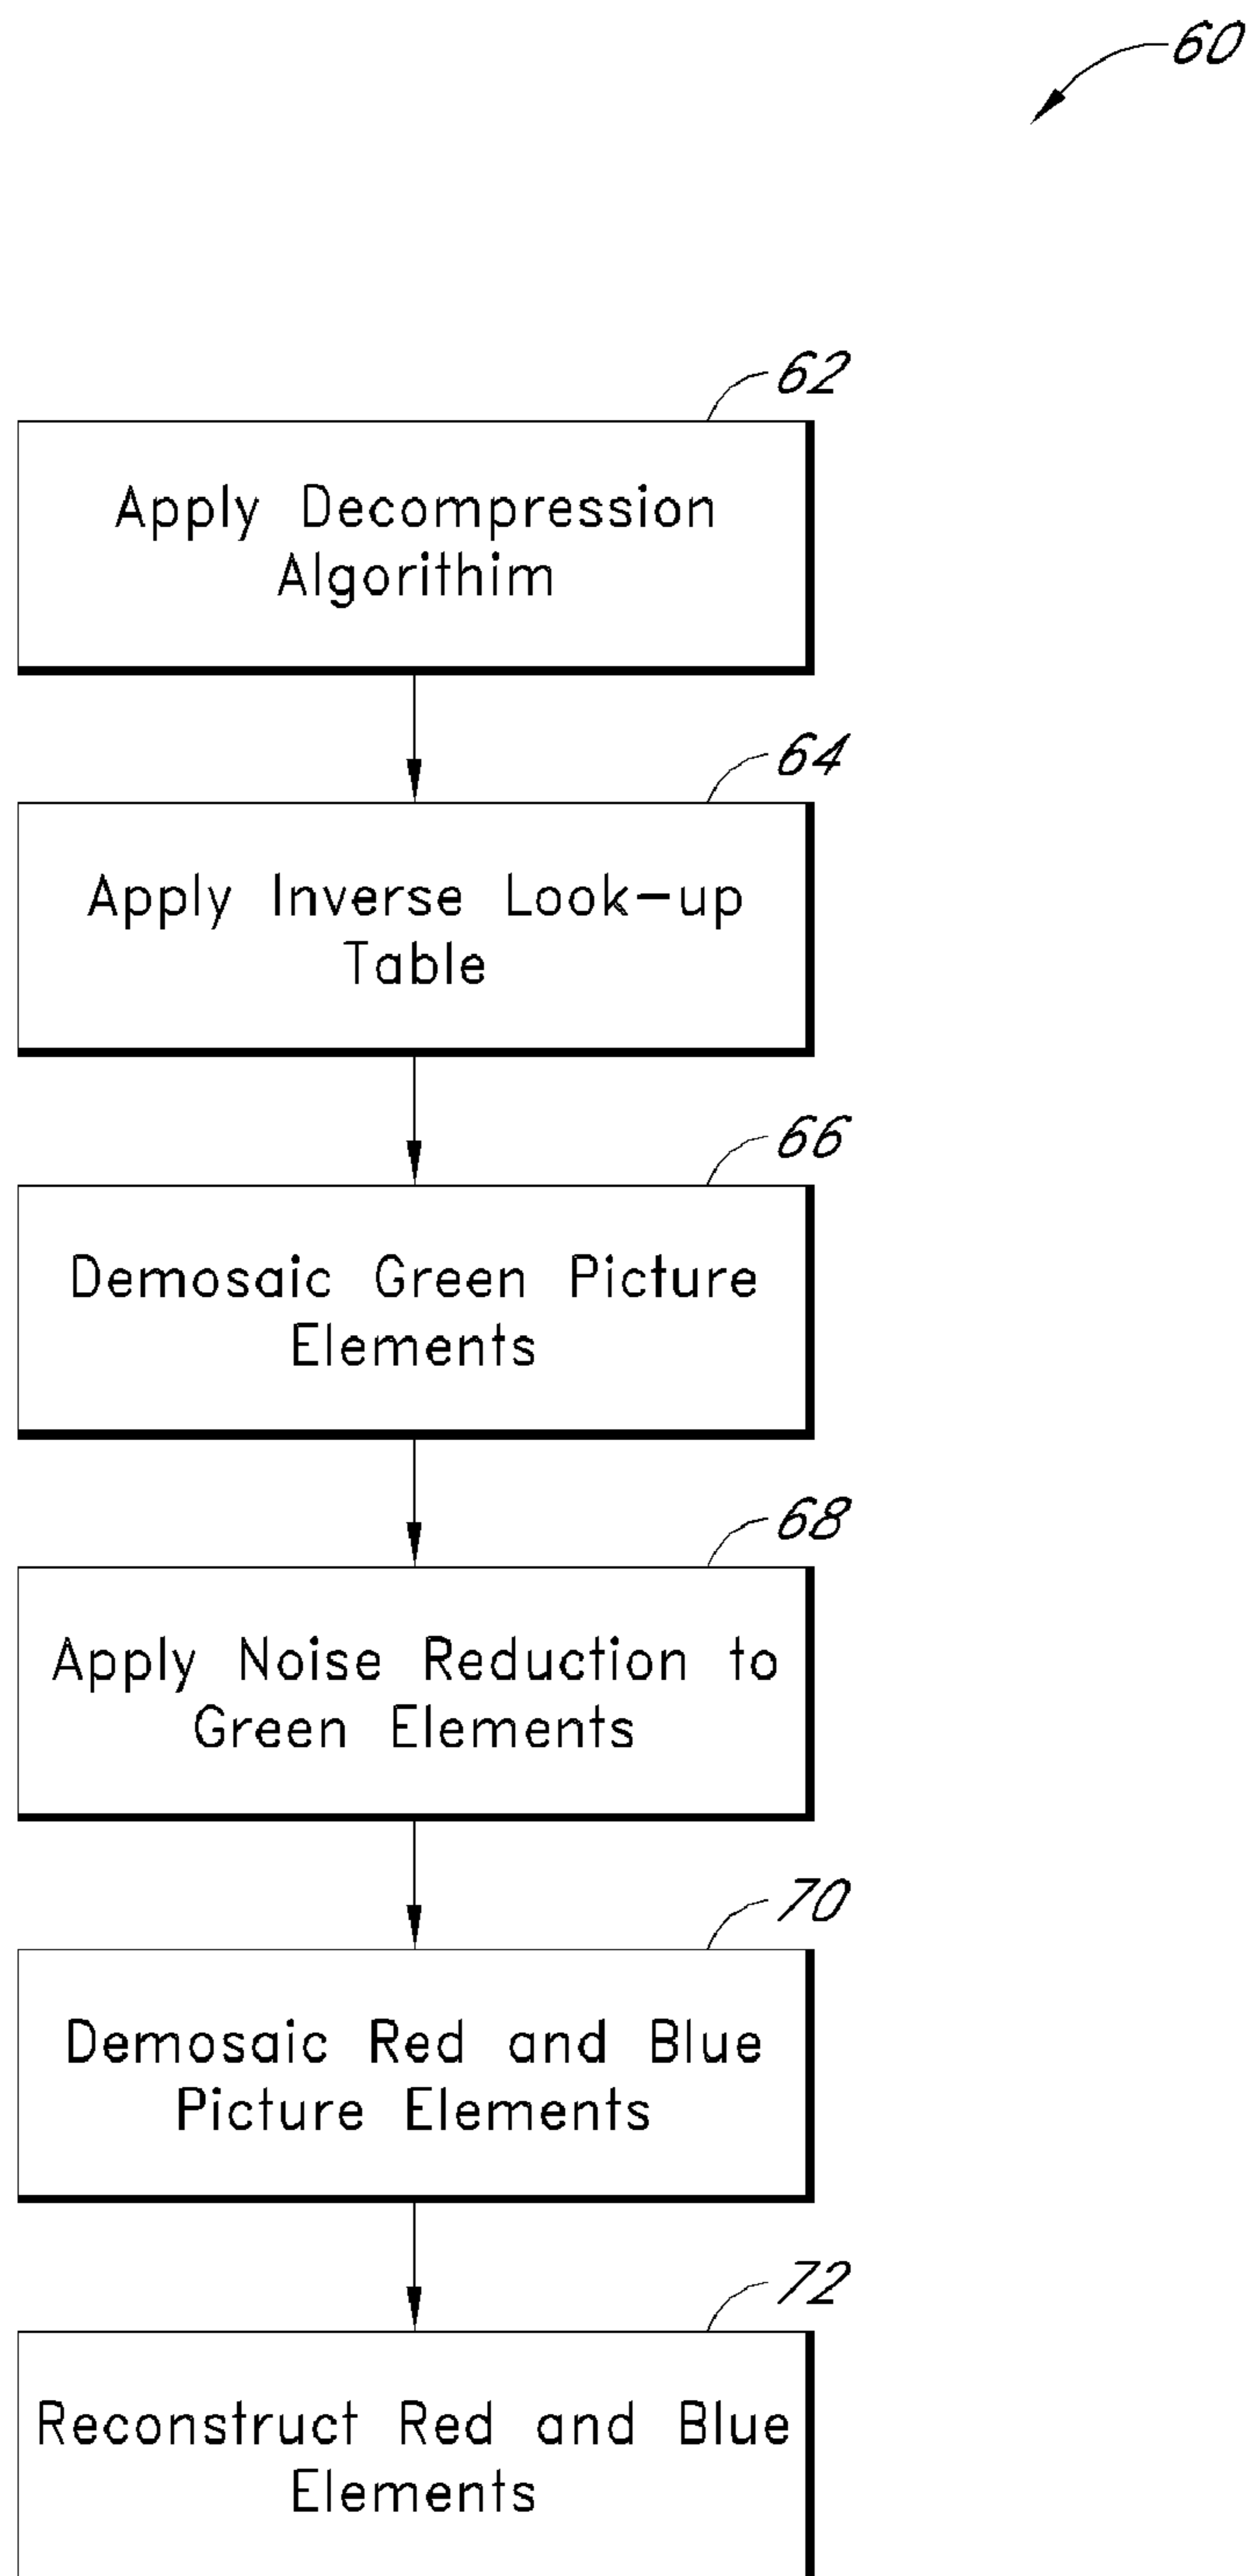 60
62
Apply Decompression
Algorithim
64
Apply Inverse Look-up
Table
66
Demosaic Green Picture
Elements
68
Apply Noise Reduction to
Green Elements
70
Demosaic Red and Blue
Picture Elements
72
Reconstruct Red and Blue
Elements